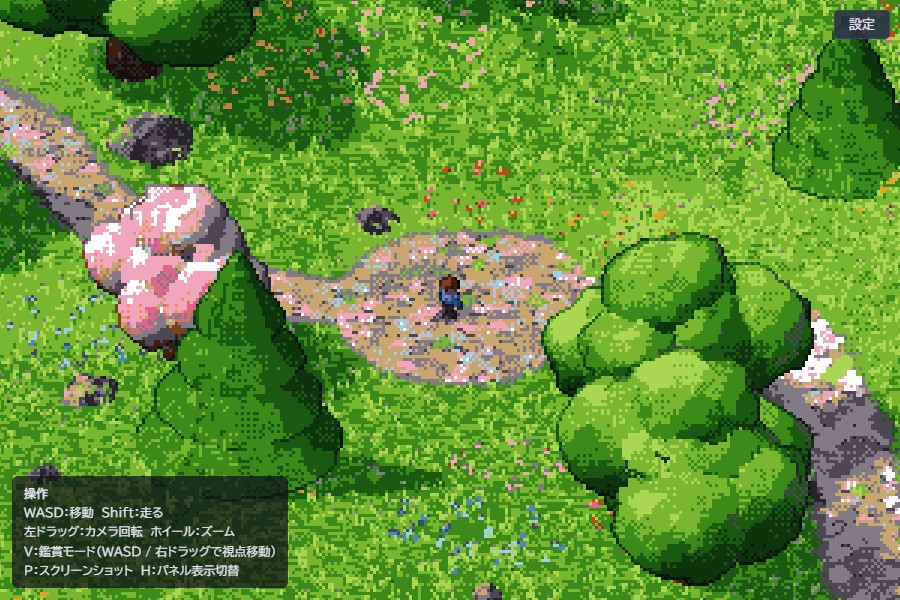 設定
操作
WASD:移動 Shift:走る
左ドラッグ:カメラ回転 ホイール:ズーム
V:鑑賞モード(WASD / 右ドラッグで視点移動)
P:スクリーンショット H:パネル表示切替